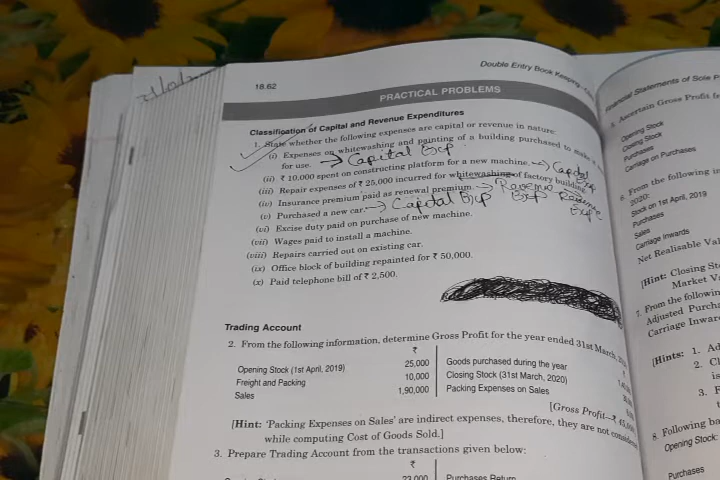 18.62
Double Entry Book Keeping
PRACTICAL PROBLEMS
Classification of Capital and Revenue Expenditures
1. State whether the following expenses are capital or revenue in nature:
(i) Expenses on whitewashing and painting of a building purchased to make it
for use. → Capital Exp
(ii) ₹ 10,000 spent on constructing platform for a new machine. → Capital Exp
(iii) Repair expenses of ₹ 25,000 incurred for whitewashing of factory building.
(iv) Insurance premium paid as renewal premium. → Revenue Exp Revenue Exp
(v) Purchased a new car. → Capital Exp
(vi) Excise duty paid on purchase of new machine.
(vii) Wages paid to install a machine.
(viii) Repairs carried out on existing car.
(ix) Office block of building repainted for ₹ 50,000.
(x) Paid telephone bill of ₹ 2,500.
Trading Account
2. From the following information, determine Gross Profit for the year ended 31st March,
₹
Opening Stock (1st April, 2019) 25,000 Goods purchased during the year
Freight and Packing 10,000 Closing Stock (31st March, 2020)
Sales 1,90,000 Packing Expenses on Sales
[Gross Profit—₹ 45,000
[Hint: 'Packing Expenses on Sales' are indirect expenses, therefore, they are not considered
while computing Cost of Goods Sold.]
3. Prepare Trading Account from the transactions given below:
₹
23,000 Purchases Return
Financial Statements of Sole
Ascertain Gross Profit
Opening Stock
Closing Stock
Purchases
Carriage on Purchases
6. From the following in
2020:
Stock on 1st April, 2019
Purchases
Sales
Carriage Inwards
Net Realisable Val
[Hint: Closing St
Market Va
7. From the followin
Adjusted Purcha
Carriage Inwar
[Hints: 1. Ad
2. Cl
is
3. F
8. Following ba
Opening Stock:
Purchases